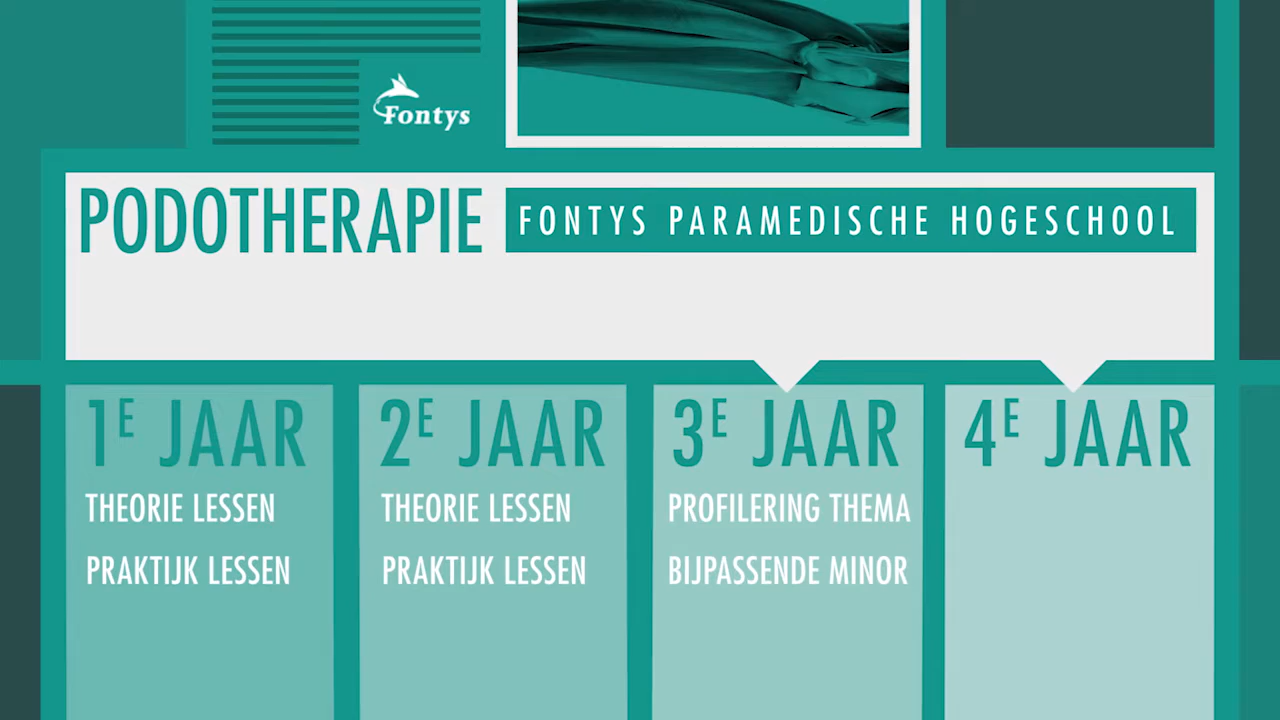 Fontys
PODOTHERAPIE
FONTYS PARAMEDISCHE HOGESCHOOL
1E JAAR
THEORIE LESSEN
PRAKTIJK LESSEN
2E JAAR
THEORIE LESSEN
PRAKTIJK LESSEN
3E JAAR
PROFILERING THEMA
BIJPASSENDE MINOR
4E JAAR